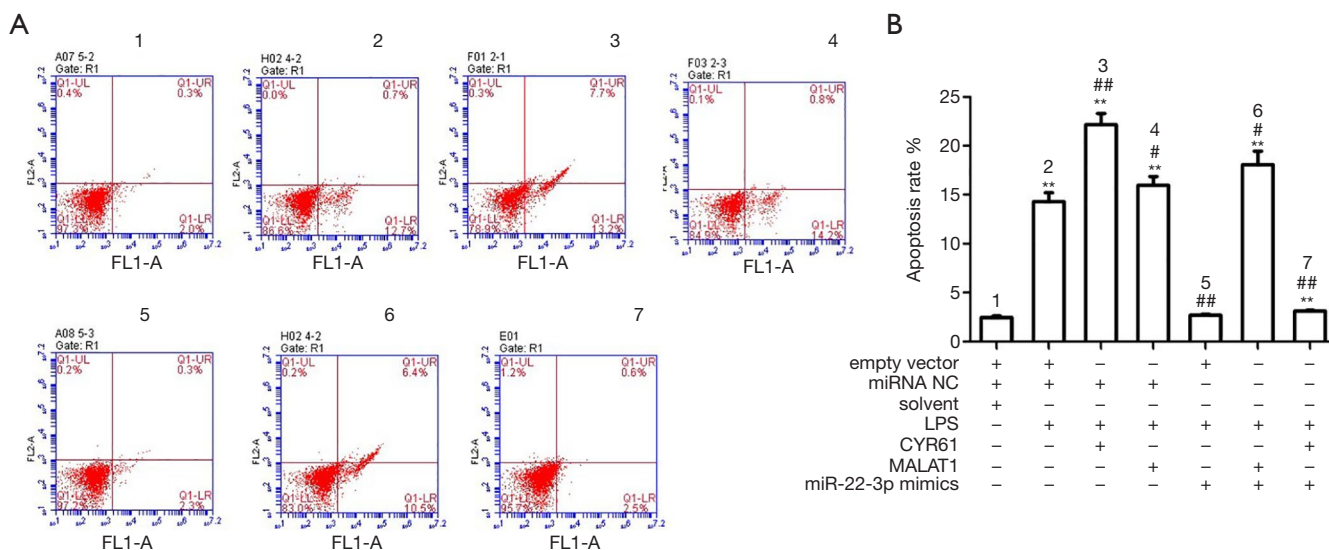 A
1
A07 5-2
Gate: R1
Q1-UL
0.4%
Q1-UR
0.3%
Q1-LL
97.3%
Q1-LR
2.0%
FL2-A
FL1-A
2
H02 4-2
Gate: R1
Q1-UL
0.0%
Q1-UR
0.7%
Q1-LL
86.6%
Q1-LR
12.7%
FL2-A
FL1-A
3
F01 2-1
Gate: R1
Q1-UL
0.3%
Q1-UR
7.7%
Q1-LL
78.9%
Q1-LR
13.2%
FL2-A
FL1-A
4
F03 2-3
Gate: R1
Q1-UL
0.1%
Q1-UR
0.8%
Q1-LL
84.9%
Q1-LR
14.2%
FL2-A
FL1-A
5
A08 5-3
Gate: R1
Q1-UL
0.2%
Q1-UR
0.3%
Q1-LL
97.2%
Q1-LR
2.3%
FL2-A
FL1-A
6
H02 4-2
Gate: R1
Q1-UL
0.2%
Q1-UR
6.4%
Q1-LL
83.0%
Q1-LR
10.5%
FL2-A
FL1-A
7
E01
Gate: R1
Q1-UL
1.2%
Q1-UR
0.6%
Q1-LL
95.7%
Q1-LR
2.5%
FL2-A
FL1-A
B
Apoptosis rate %
25
20
15
10
5
0
1
2
**
3
##
**
4
#
**
5
##
6
#
**
7
##
**
empty vector + + – – + – –
miRNA NC + + + + – – –
solvent + – – – – – –
LPS – + + + + + +
CYR61 – – + – – – +
MALAT1 – – – + – + –
miR-22-3p mimics – – – – + + +